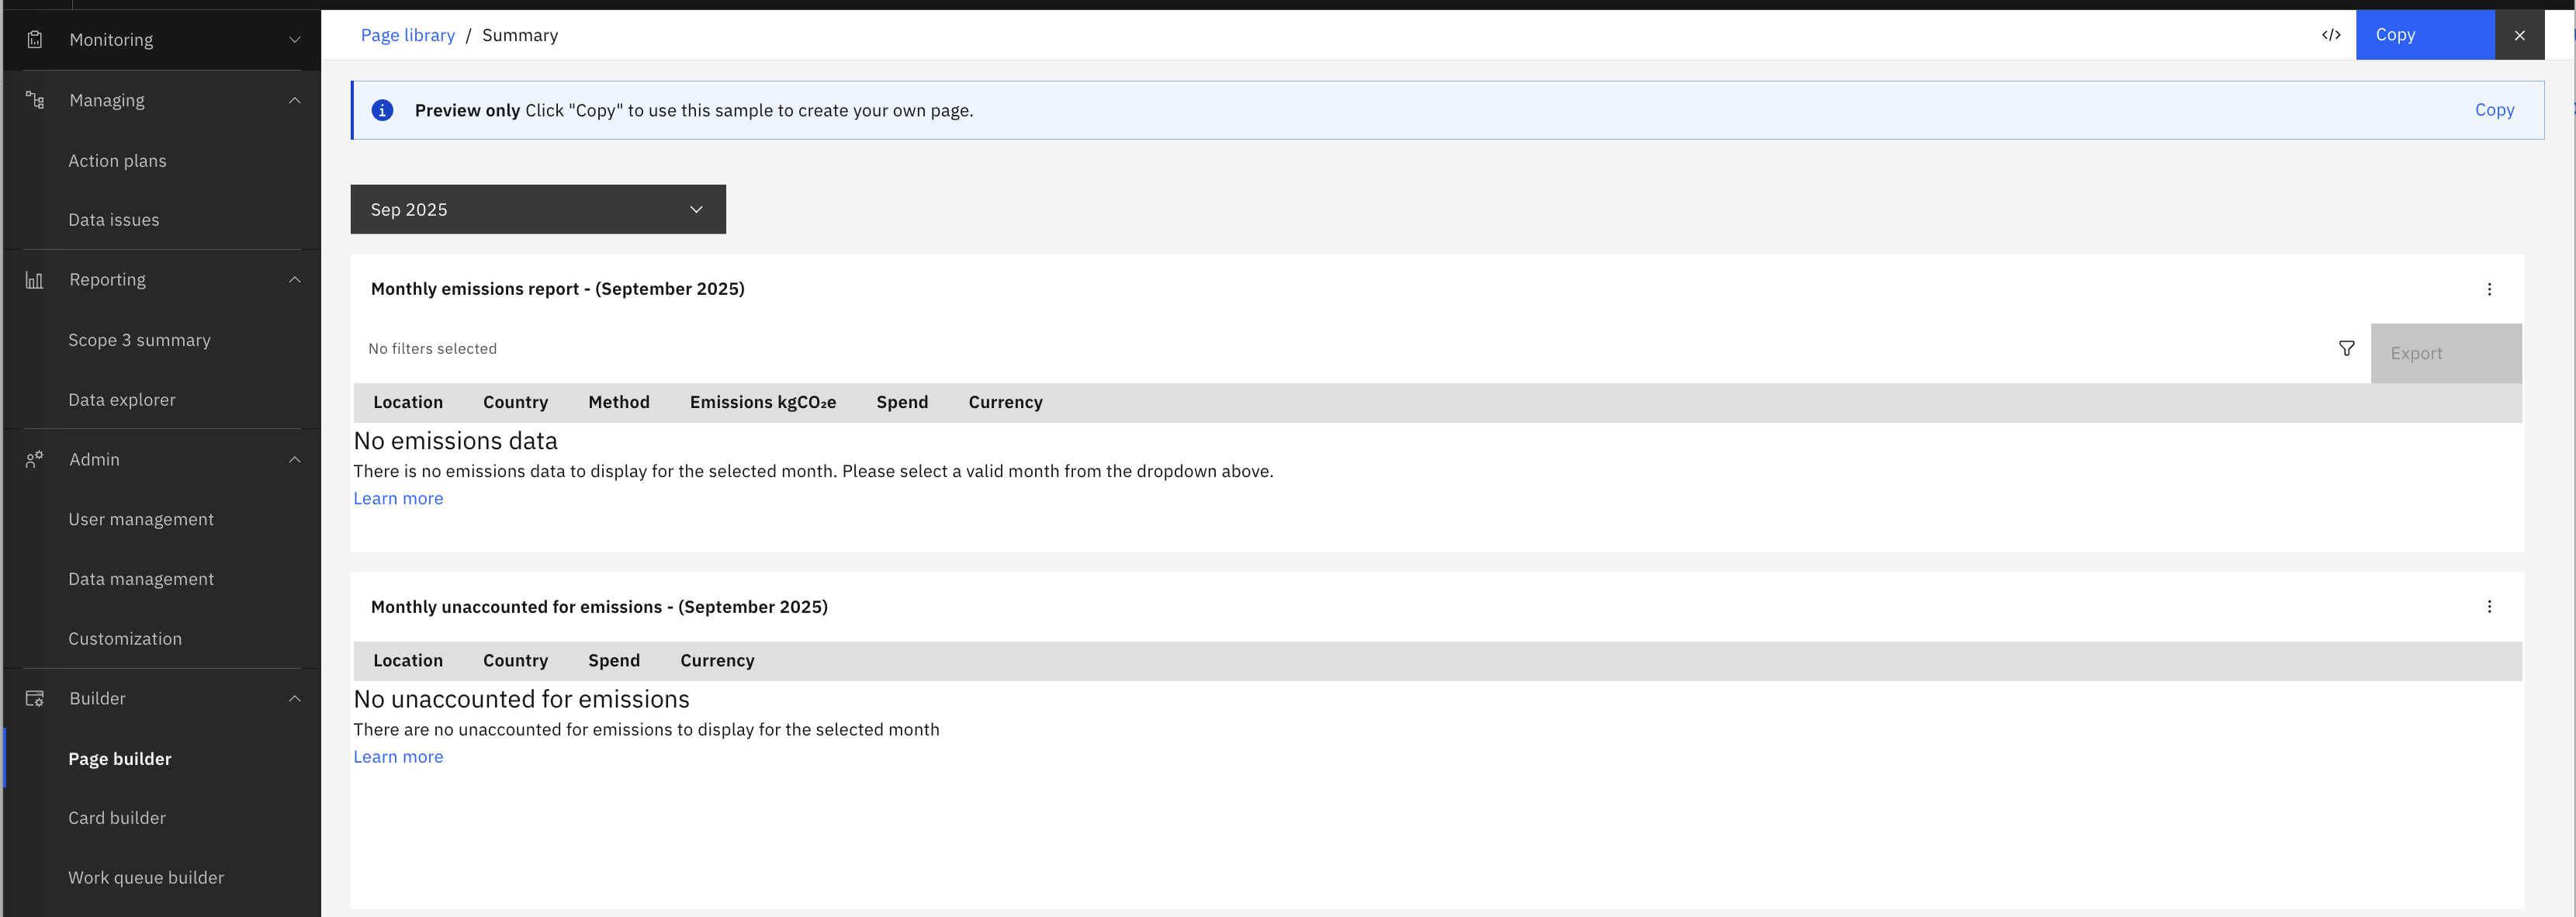 Monitoring
Managing
Action plans
Data issues
Reporting
Scope 3 summary
Data explorer
Admin
User management
Data management
Customization
Builder
Page builder
Card builder
Work queue builder
Page library / Summary
</> Copy
Preview only Click "Copy" to use this sample to create your own page. Copy
Sep 2025
Monthly emissions report - (September 2025)
No filters selected Export
Location Country Method Emissions kgCO₂e Spend Currency
No emissions data
There is no emissions data to display for the selected month. Please select a valid month from the dropdown above.
Learn more
Monthly unaccounted for emissions - (September 2025)
Location Country Spend Currency
No unaccounted for emissions
There are no unaccounted for emissions to display for the selected month
Learn more